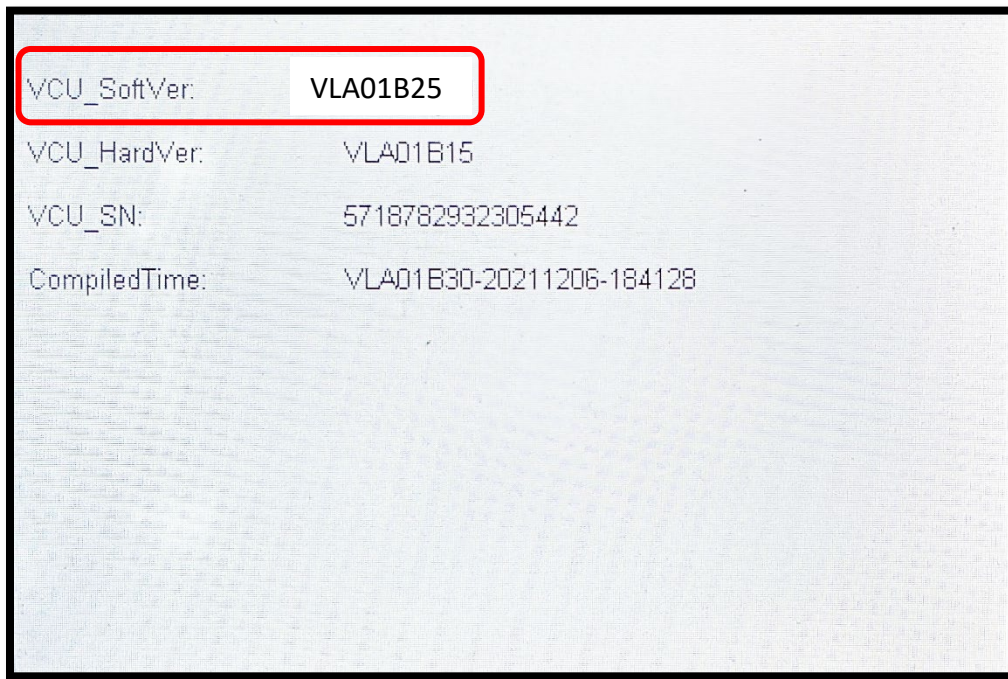 VCU_SoftVer: VLA01B25
VCU_HardVer: VLA01B15
VCU_SN: 5718782932305442
CompiledTime: VLA01B30-20211206-184128